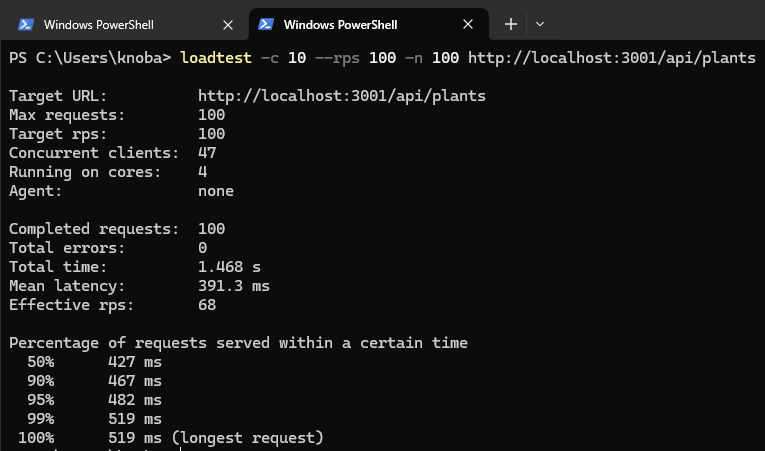 Windows PowerShell
Windows PowerShell
PS C:\Users\knoba> loadtest -c 10 --rps 100 -n 100 http://localhost:3001/api/plants
Target URL: http://localhost:3001/api/plants
Max requests: 100
Target rps: 100
Concurrent clients: 47
Running on cores: 4
Agent: none
Completed requests: 100
Total errors: 0
Total time: 1.468 s
Mean latency: 391.3 ms
Effective rps: 68
Percentage of requests served within a certain time
50% 427 ms
90% 467 ms
95% 482 ms
99% 519 ms
100% 519 ms (longest request)